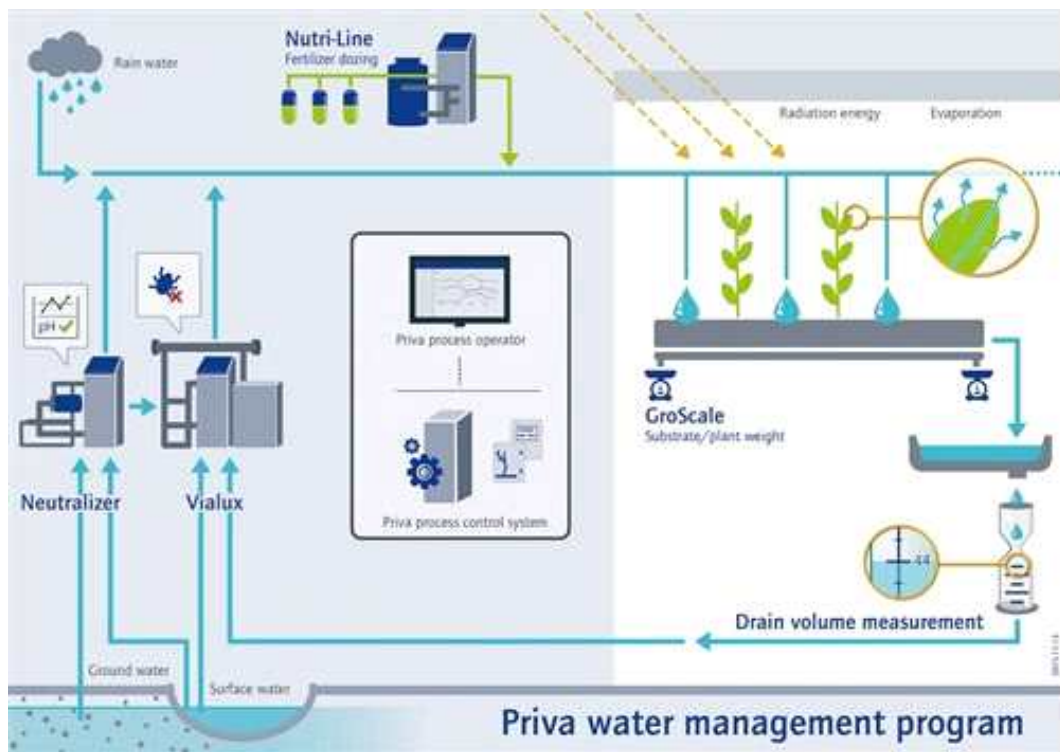 Rain water
Nutri-Line
Fertilizer dozing
Radiation energy
Evaporation
pH
Priva process operator
GroScale
Substrate/plant weight
Neutralizer
Vialux
Priva process control system
44
Drain volume measurement
Ground water
Surface water
Priva water management program